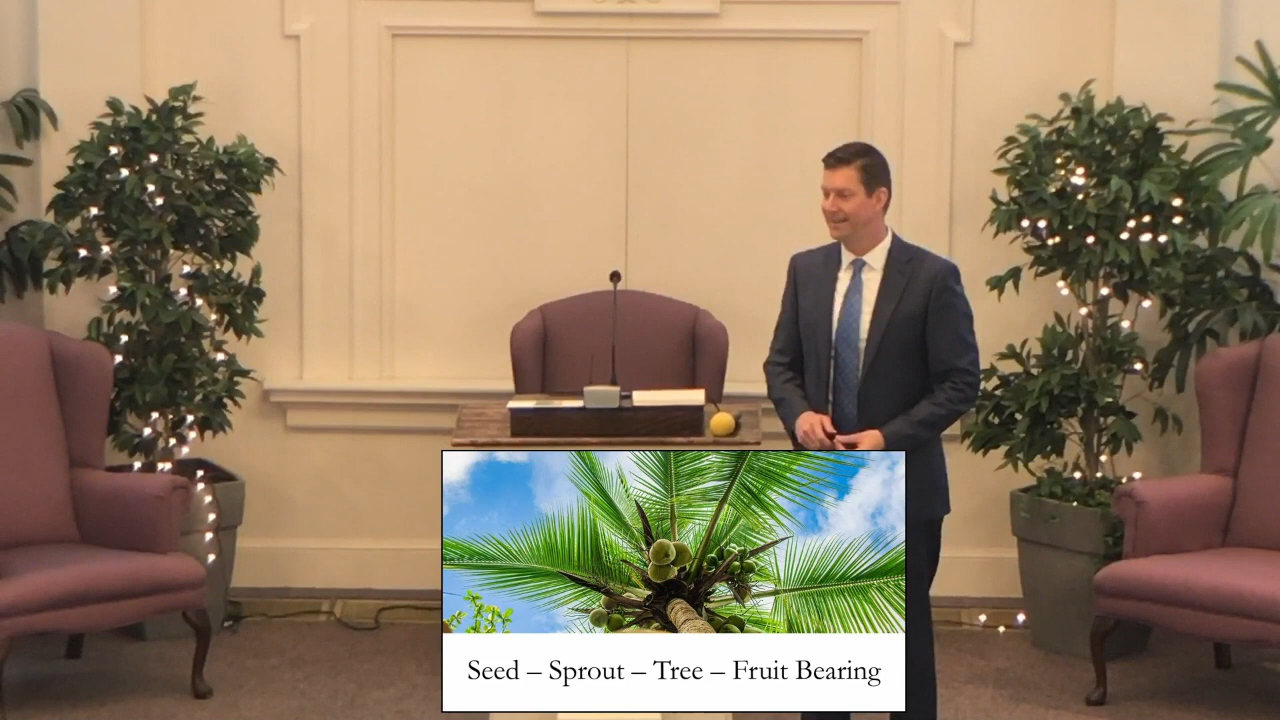 Seed – Sprout – Tree – Fruit Bearing